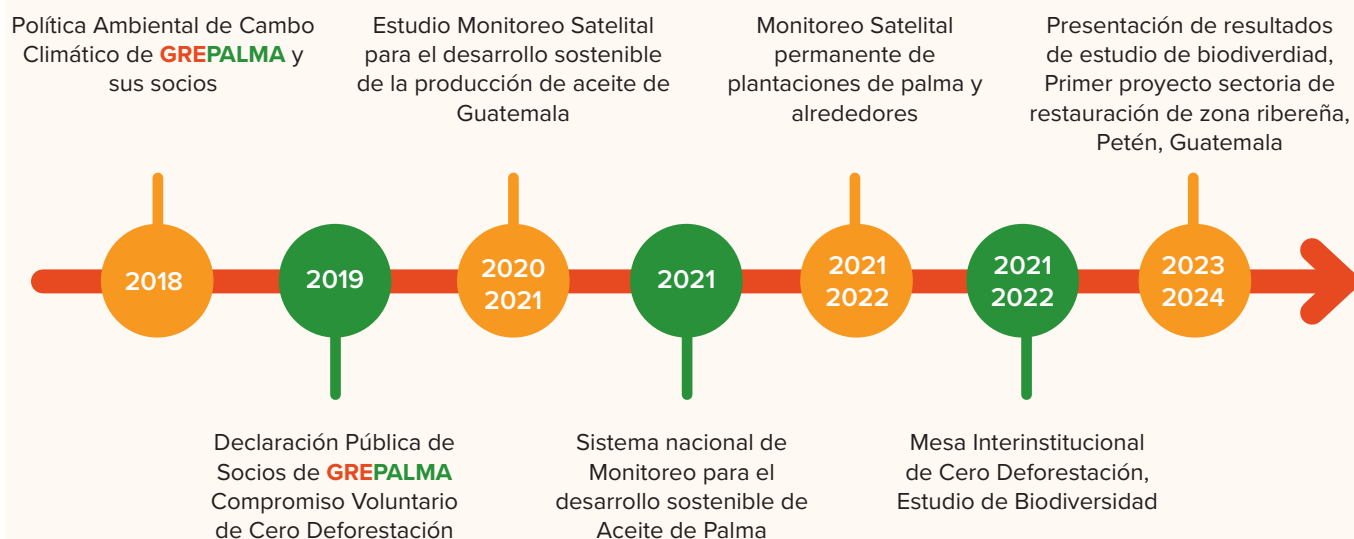 Política Ambiental de Cambo
Climático de GREPALMA y
sus socios
2018
2019
Declaración Pública de
Socios de GREPALMA
Compromiso Voluntario
de Cero Deforestación
Estudio Monitoreo Satelital
para el desarrollo sostenible
de la producción de aceite de
Guatemala
2020
2021
2021
Sistema nacional de
Monitoreo para el
desarrollo sostenible de
Aceite de Palma
Monitoreo Satelital
permanente de
plantaciones de palma y
alrededores
2021
2022
2021
2022
Mesa Interinstitucional
de Cero Deforestación,
Estudio de Biodiversidad
Presentación de resultados
de estudio de biodiverdiad,
Primer proyecto sectoria de
restauración de zona ribereña,
Petén, Guatemala
2023
2024